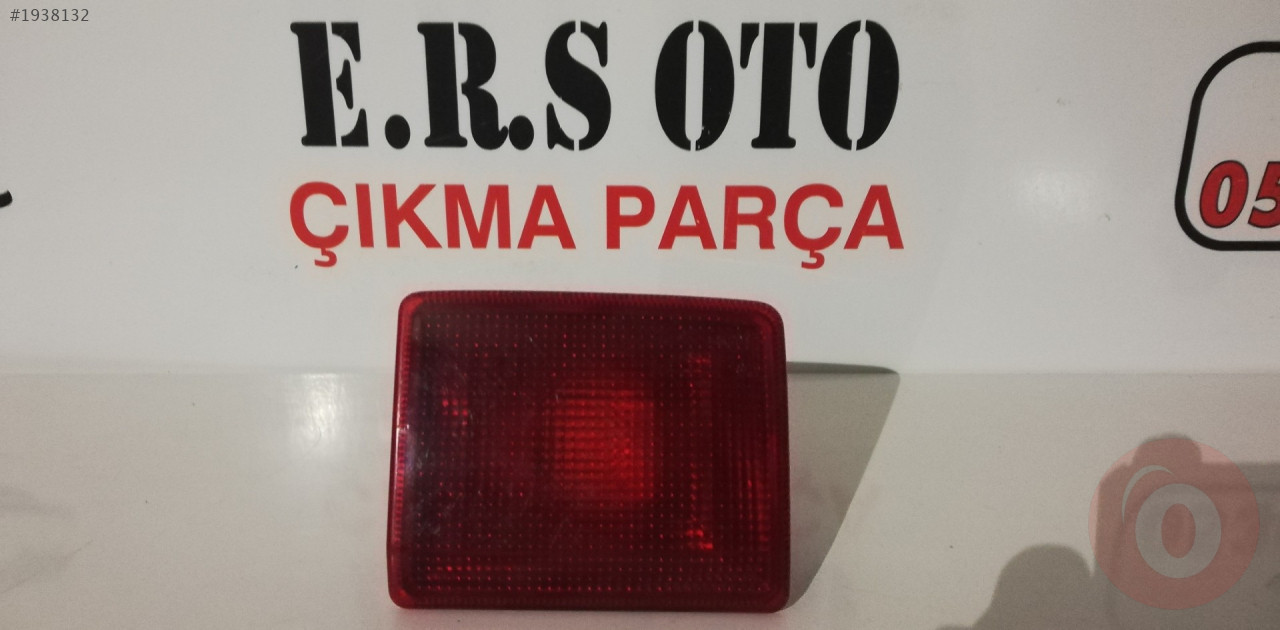 #1938132
E.R.S OTO
ÇIKMA PARÇA
05